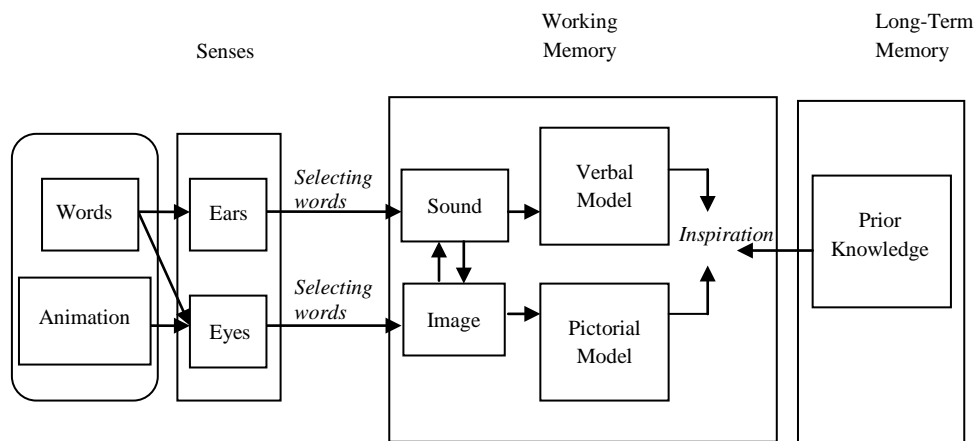 Senses
Working
Memory
Long-Term
Memory
Words
Animation
Ears
Eyes
Selecting
words
Selecting
words
Sound
Image
Verbal
Model
Pictorial
Model
Inspiration
Prior
Knowledge